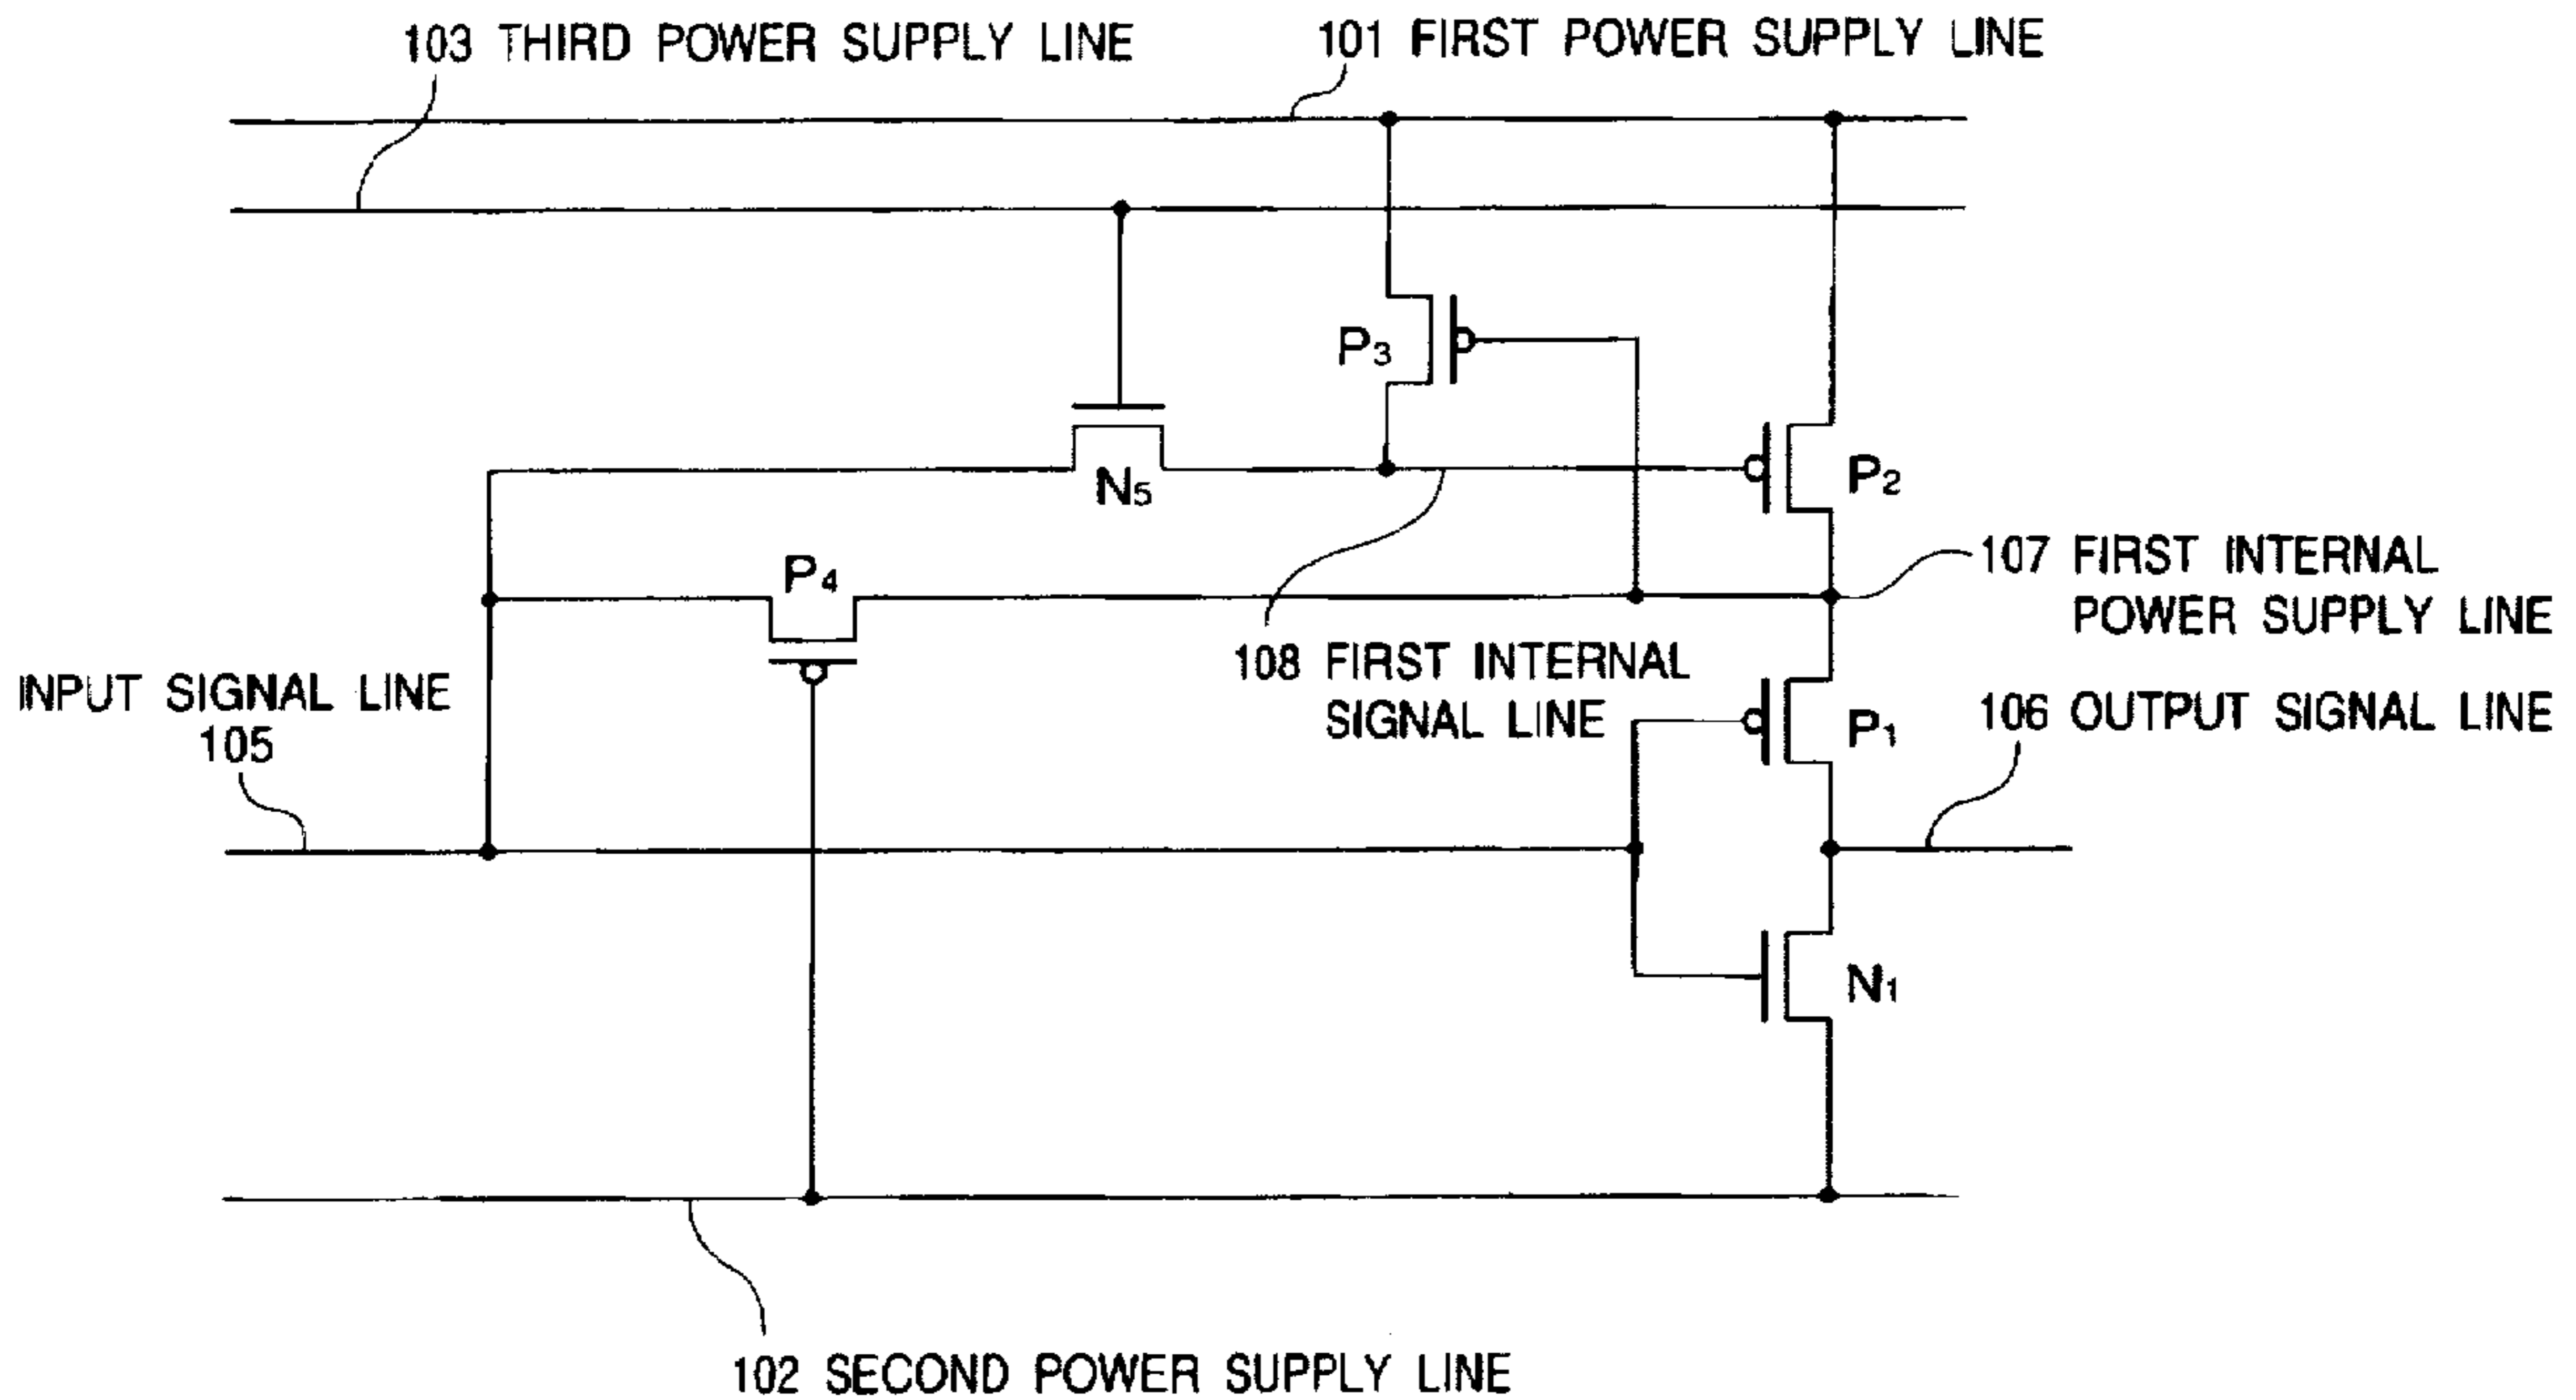 103 THIRD POWER SUPPLY LINE
101 FIRST POWER SUPPLY LINE
P3
N5
P2
P4
107 FIRST INTERNAL
POWER SUPPLY LINE
108 FIRST INTERNAL
SIGNAL LINE
INPUT SIGNAL LINE
105
P1
106 OUTPUT SIGNAL LINE
N1
102 SECOND POWER SUPPLY LINE